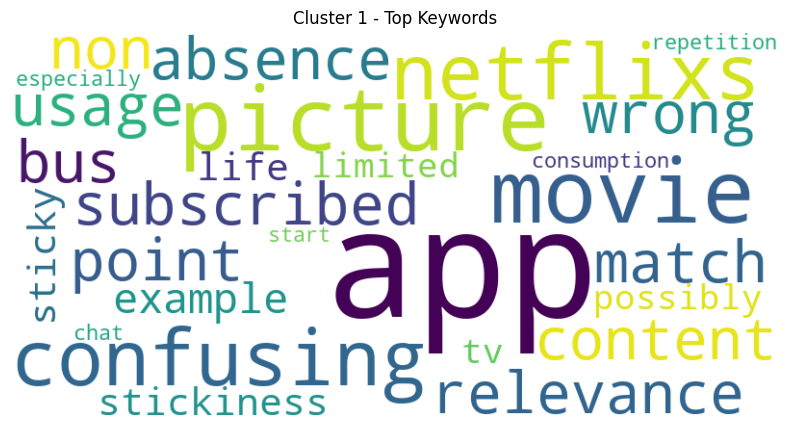 Cluster 1 - Top Keywords
non absence netflixs repetition
especially
usage picture wrong
bus life limited consumption
sticky subscribed movie
start
point app match
example possibly
chat confusing tv content
stickiness relevance